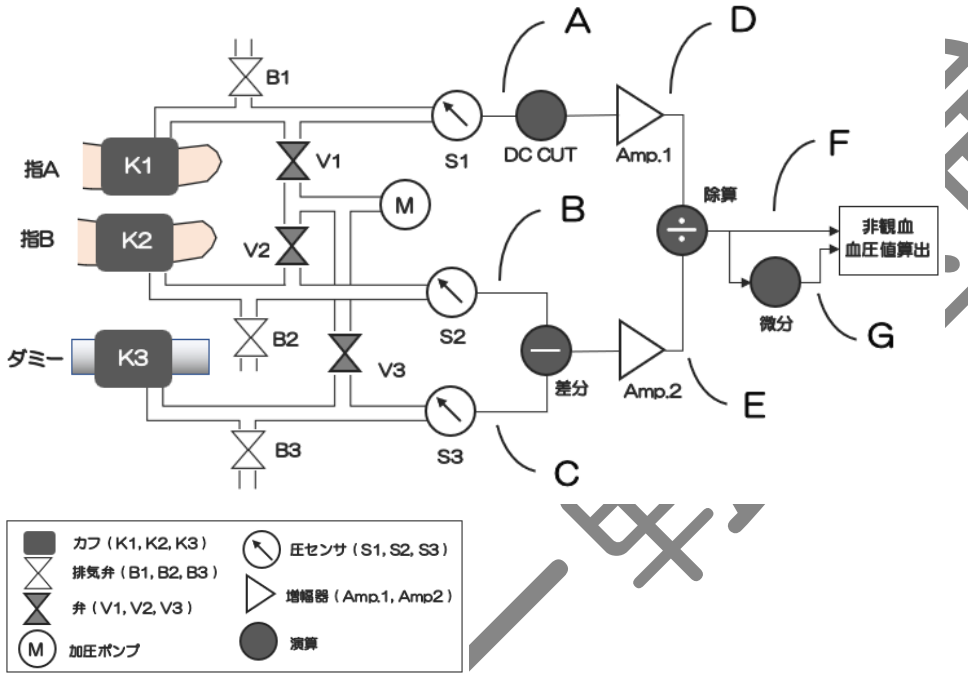 A
D
B1
指A
K1
V1
S1
DC CUT
Amp.1
F
M
除算
÷
指B
K2
V2
B
非観血
血圧値算出
B2
S2
微分
G
ダミー
K3
V3
差分
Amp.2
E
B3
S3
C
カフ ( K1, K2, K3 )
排気弁 ( B1, B2, B3 )
弁 ( V1, V2, V3 )
M 加圧ポンプ
圧センサ ( S1, S2, S3 )
増幅器 ( Amp.1, Amp2 )
演算